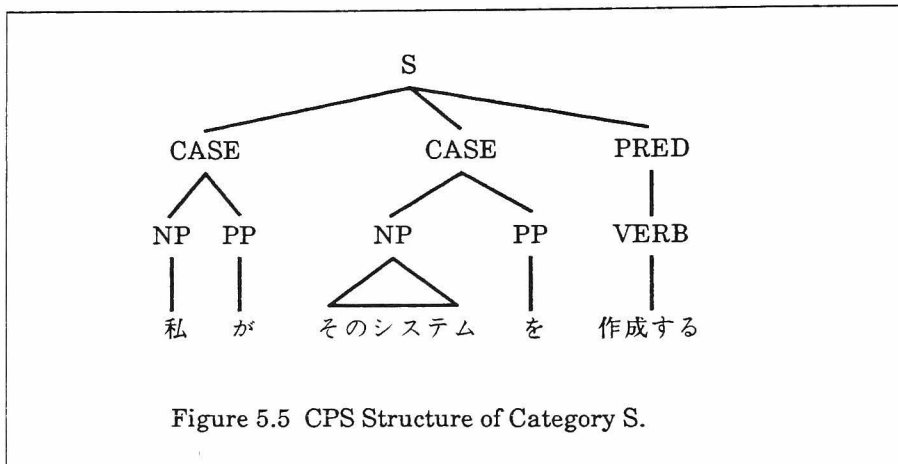 S
CASE CASE PRED
NP PP NP PP VERB
私 が そのシステム を 作成する
Figure 5.5 CPS Structure of Category S.